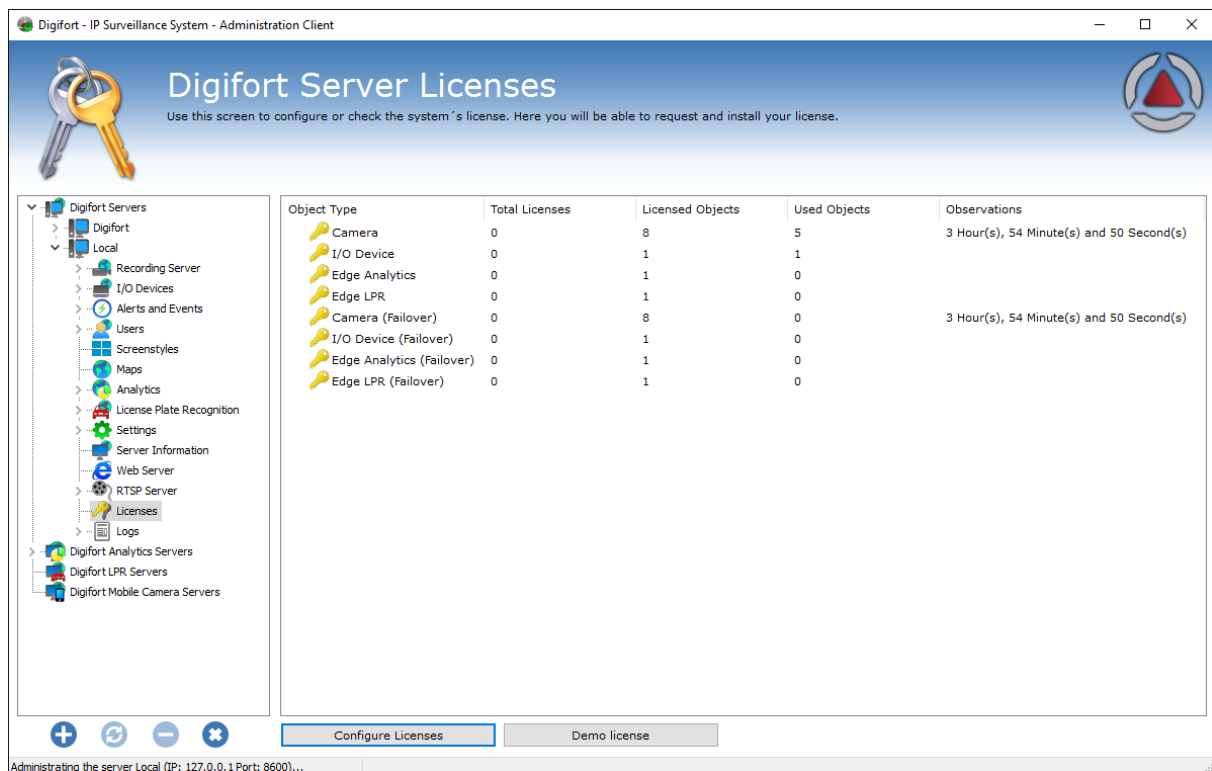 Digifort - IP Surveillance System - Administration Client
Digifort Server Licenses
Use this screen to configure or check the system´s license. Here you will be able to request and install your license.
Digifort Servers
Digifort
Local
Recording Server
I/O Devices
Alerts and Events
Users
Screenstyles
Maps
Analytics
License Plate Recognition
Settings
Server Information
Web Server
RTSP Server
Licenses
Logs
Digifort Analytics Servers
Digifort LPR Servers
Digifort Mobile Camera Servers
Object Type Total Licenses Licensed Objects Used Objects Observations
Camera 0 8 5 3 Hour(s), 54 Minute(s) and 50 Second(s)
I/O Device 0 1 1
Edge Analytics 0 1 0
Edge LPR 0 1 0
Camera (Failover) 0 8 0 3 Hour(s), 54 Minute(s) and 50 Second(s)
I/O Device (Failover) 0 1 0
Edge Analytics (Failover) 0 1 0
Edge LPR (Failover) 0 1 0
Configure Licenses Demo license
Administrating the server Local (IP: 127.0.0.1 Port: 8600)...